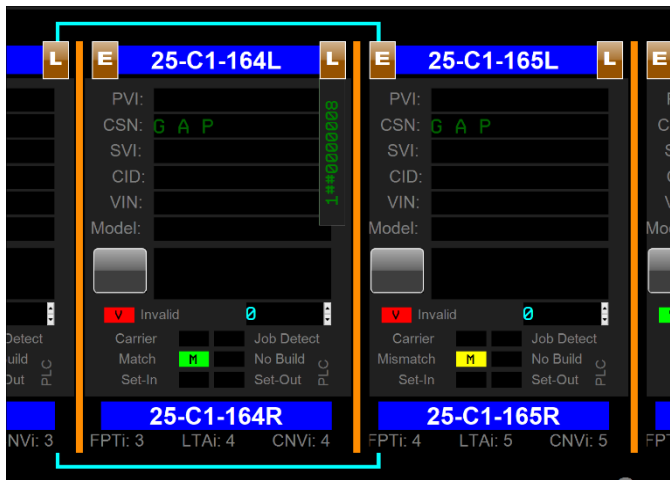 L E 25-C1-164L L E 25-C1-165L L E
PVI: PVI:
CSN: G A P CSN: G A P
SVI: SVI:
CID: CID:
VIN: VIN:
Model: Model:
1##0000008
V Invalid 0 V Invalid 0
Detect Carrier Job Detect Carrier Job Detect
Match M No Build Mismatch M No Build
Out PLC Set-In Set-Out PLC Set-In Set-Out PLC
25-C1-164R 25-C1-165R
NVi: 3 FPTi: 3 LTAi: 4 CNVi: 4 FPTi: 4 LTAi: 5 CNVi: 5 FPT